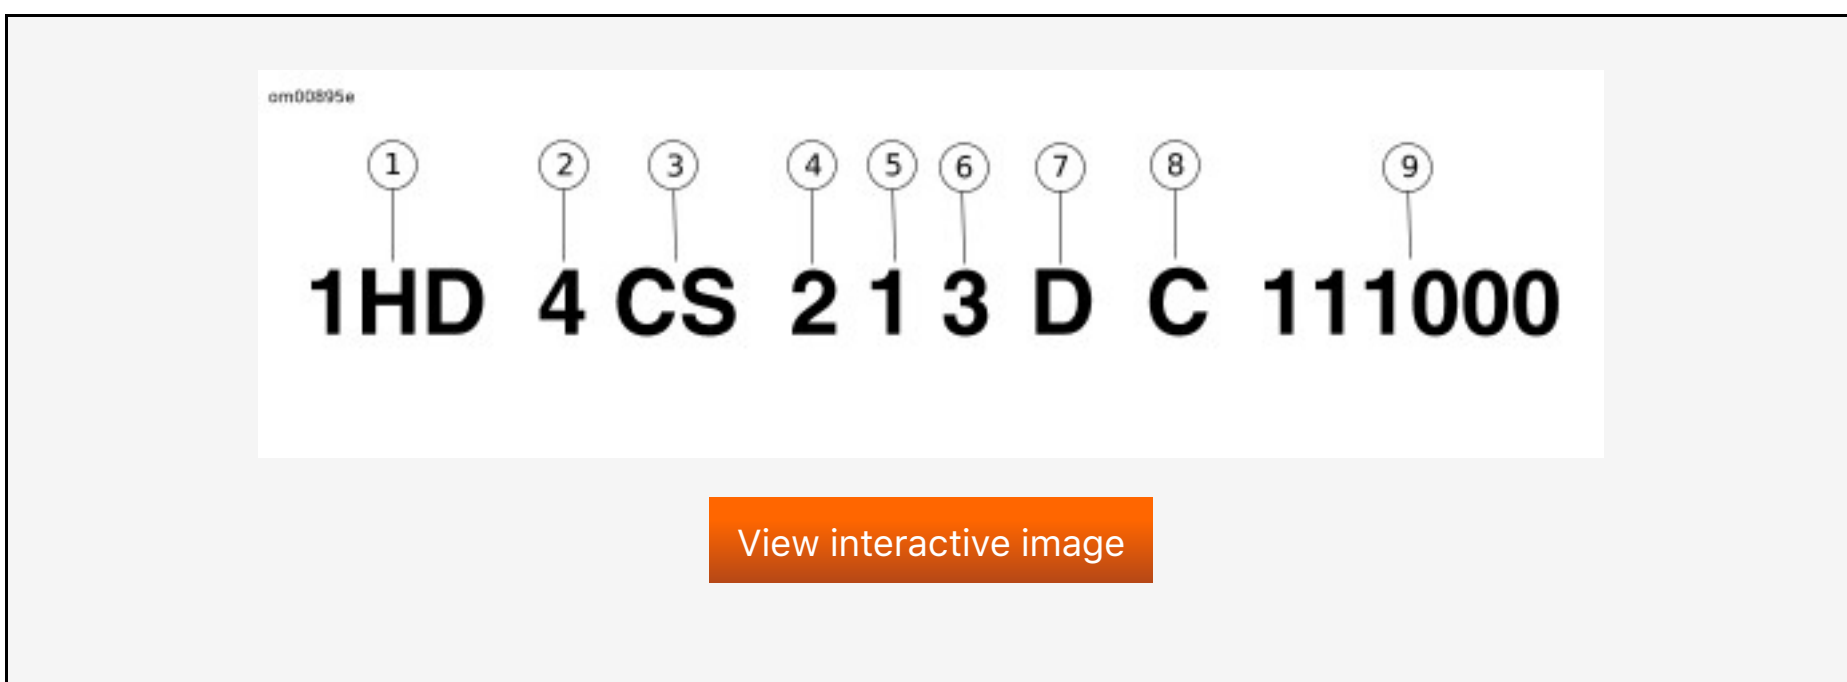 om00895e
1 2 3 4 5 6 7 8 9
1HD 4 CS 2 1 3 D C 111000
View interactive image